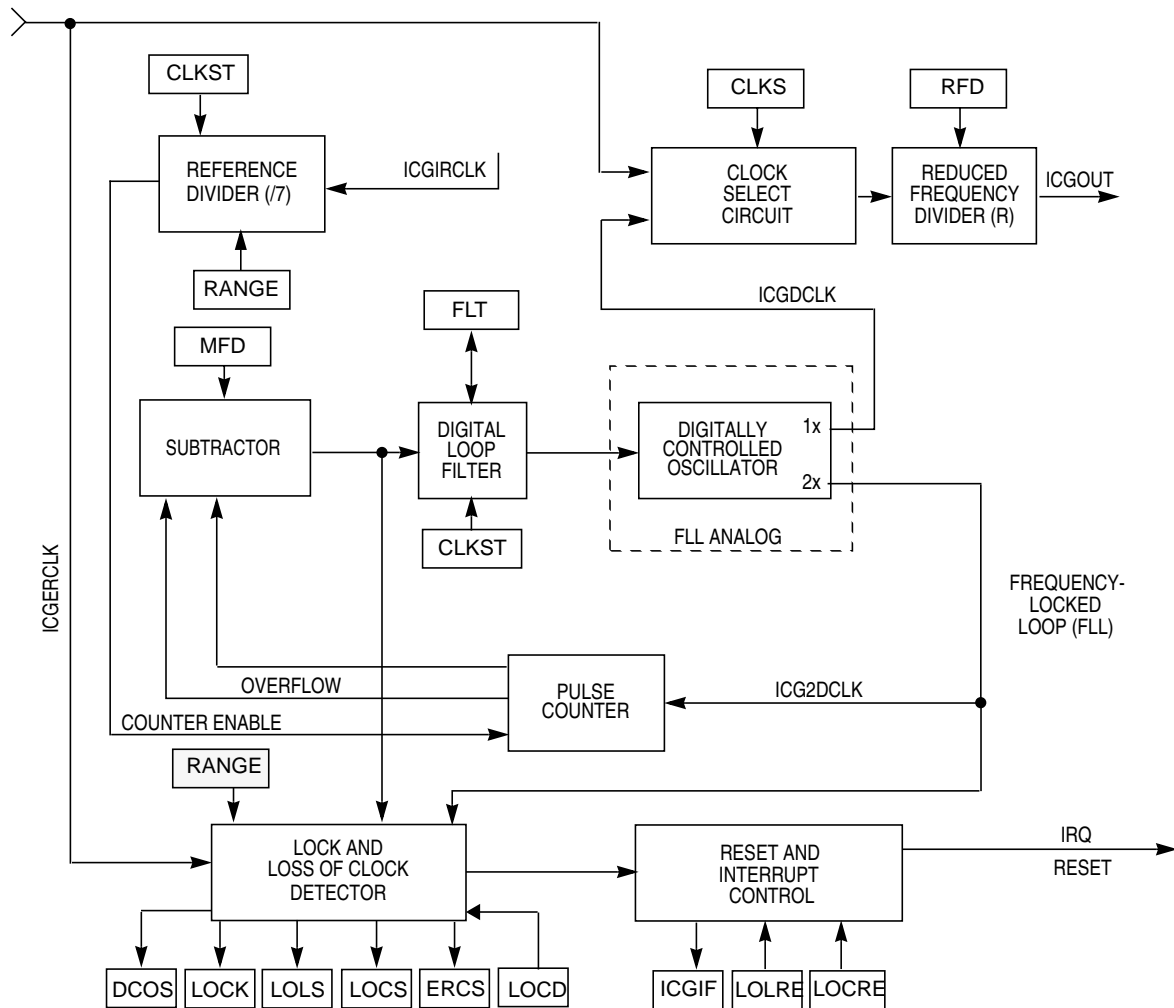 CLKST
CLKS
RFD
REFERENCE
DIVIDER (/7)
ICGIRCLK
CLOCK
SELECT
CIRCUIT
REDUCED
FREQUENCY
DIVIDER (R)
ICGOUT
RANGE
ICGDCLK
FLT
MFD
SUBTRACTOR
DIGITAL
LOOP
FILTER
DIGITALLY
CONTROLLED
OSCILLATOR
1x
2x
CLKST
FLL ANALOG
ICGERCLK
FREQUENCY-
LOCKED
LOOP (FLL)
OVERFLOW
PULSE
COUNTER
ICG2DCLK
COUNTER ENABLE
RANGE
LOCK AND
LOSS OF CLOCK
DETECTOR
RESET AND
INTERRUPT
CONTROL
IRQ
RESET
DCOS
LOCK
LOLS
LOCS
ERCS
LOCD
ICGIF
LOLRE
LOCRE